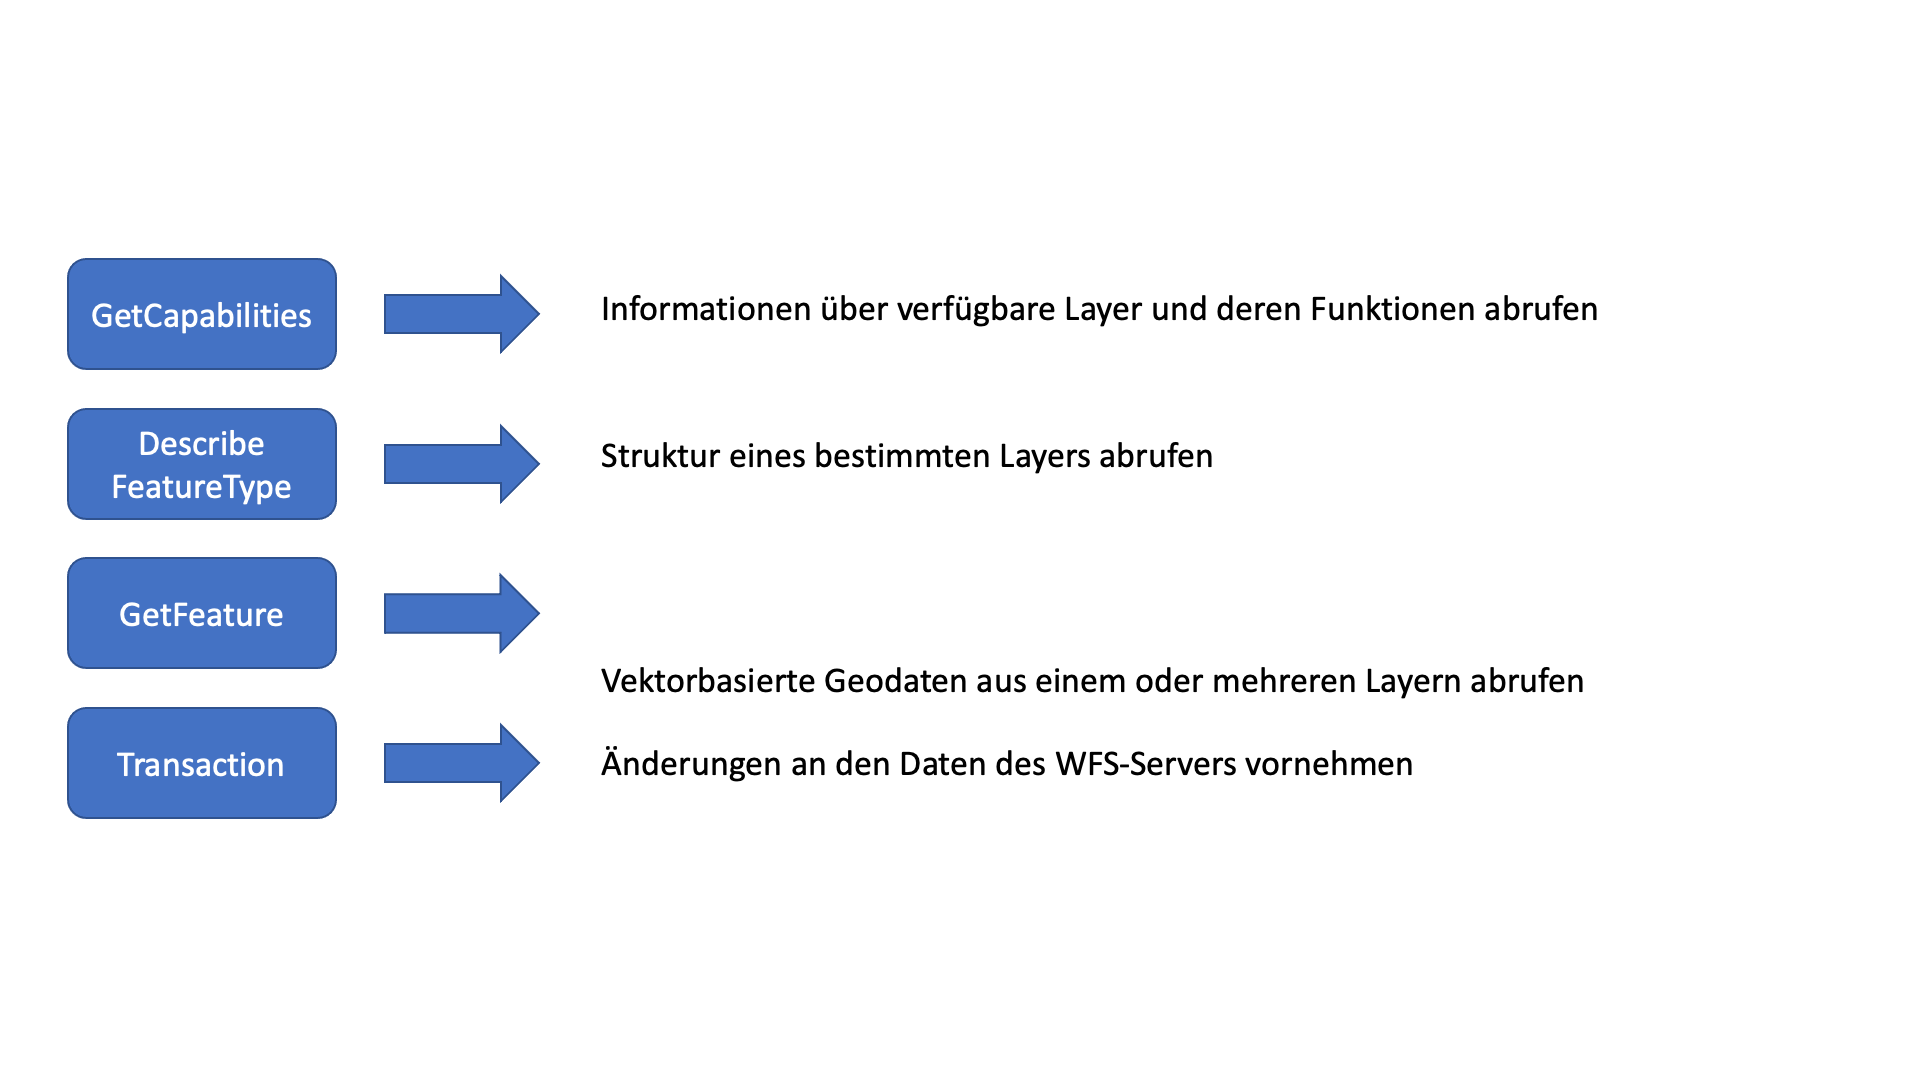 GetCapabilities
Informationen über verfügbare Layer und deren Funktionen abrufen
Describe
FeatureType
Struktur eines bestimmten Layers abrufen
GetFeature
Vektorbasierte Geodaten aus einem oder mehreren Layern abrufen
Transaction
Änderungen an den Daten des WFS-Servers vornehmen